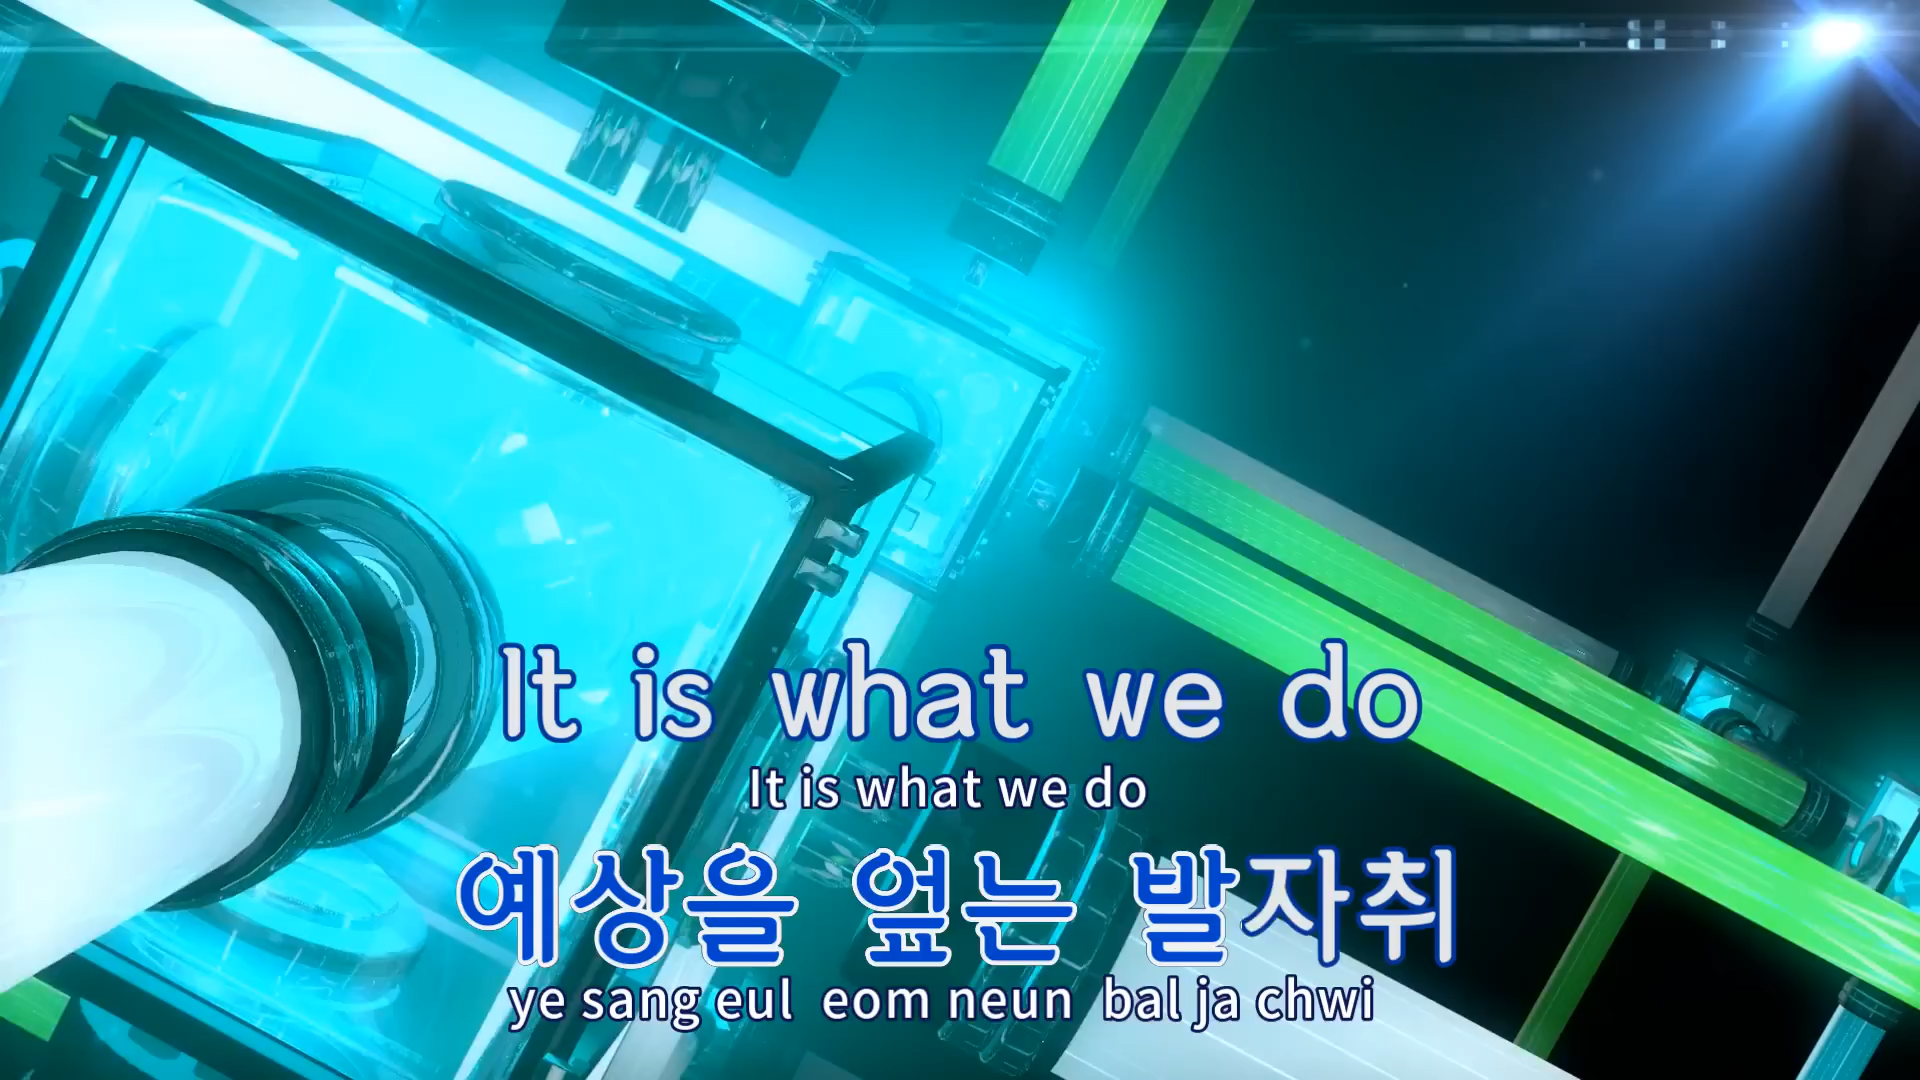 It is what we do
It is what we do
예상을 엎는 발자취
ye sang eul eom neun bal ja chwi